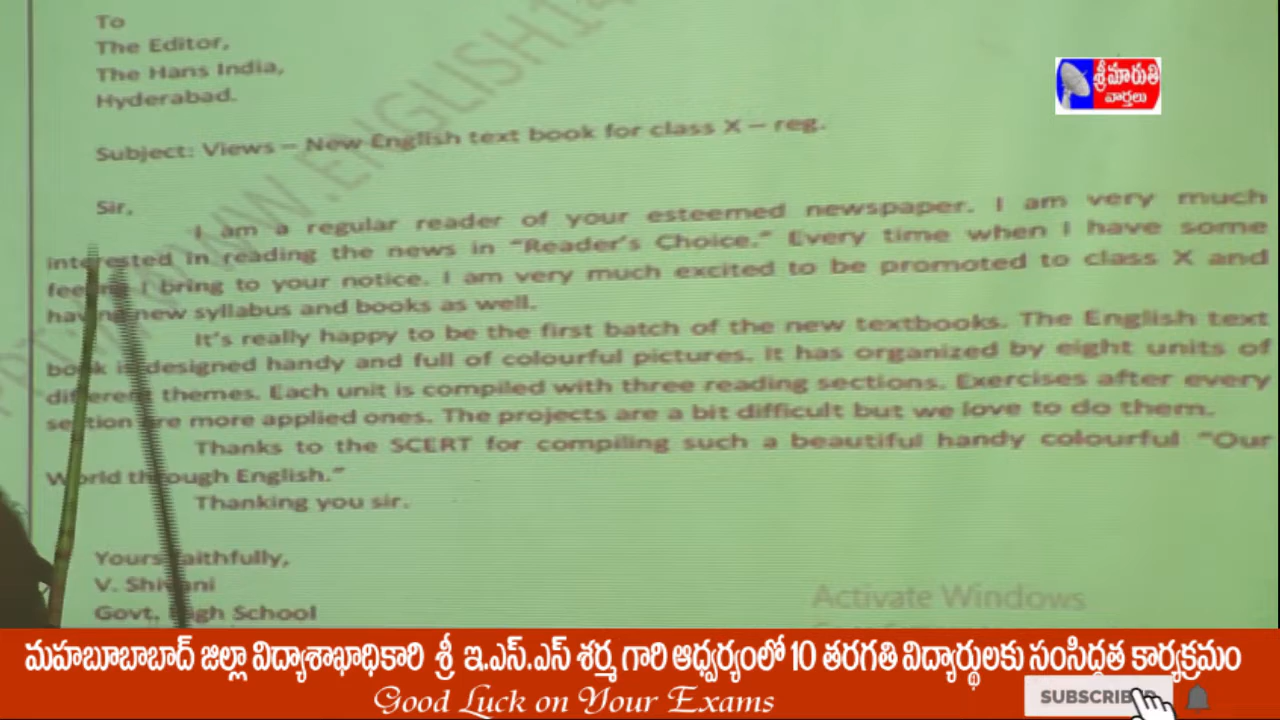 To
The Editor,
The Hans India,
Hyderabad.
శ్రీమారుతి
వార్తలు
Subject: Views – New English text book for class X – reg.
Sir,
I am a regular reader of your esteemed newspaper. I am very much
interested in reading the news in “Reader’s Choice.” Every time when I have some
feeling I bring to your notice. I am very much excited to be promoted to class X and
having new syllabus and books as well.
It’s really happy to be the first batch of the new textbooks. The English text
book is designed handy and full of colourful pictures. It has organized by eight units of
different themes. Each unit is compiled with three reading sections. Exercises after every
section are more applied ones. The projects are a bit difficult but we love to do them.
Thanks to the SCERT for compiling such a beautiful handy colourful “Our
World through English.”
Thanking you sir.
Yours faithfully,
V. Shivani
Govt. High School
Activate Windows
మహబూబాబాద్ జిల్లా విద్యాశాఖాధికారి శ్రీ ఇ.ఎస్.ఎస్ శర్మ గారి ఆధ్వర్యంలో 10 తరగతి విద్యార్థులకు సంసిద్ధత కార్యక్రమం
Good Luck on Your Exams
SUBSCRIBE